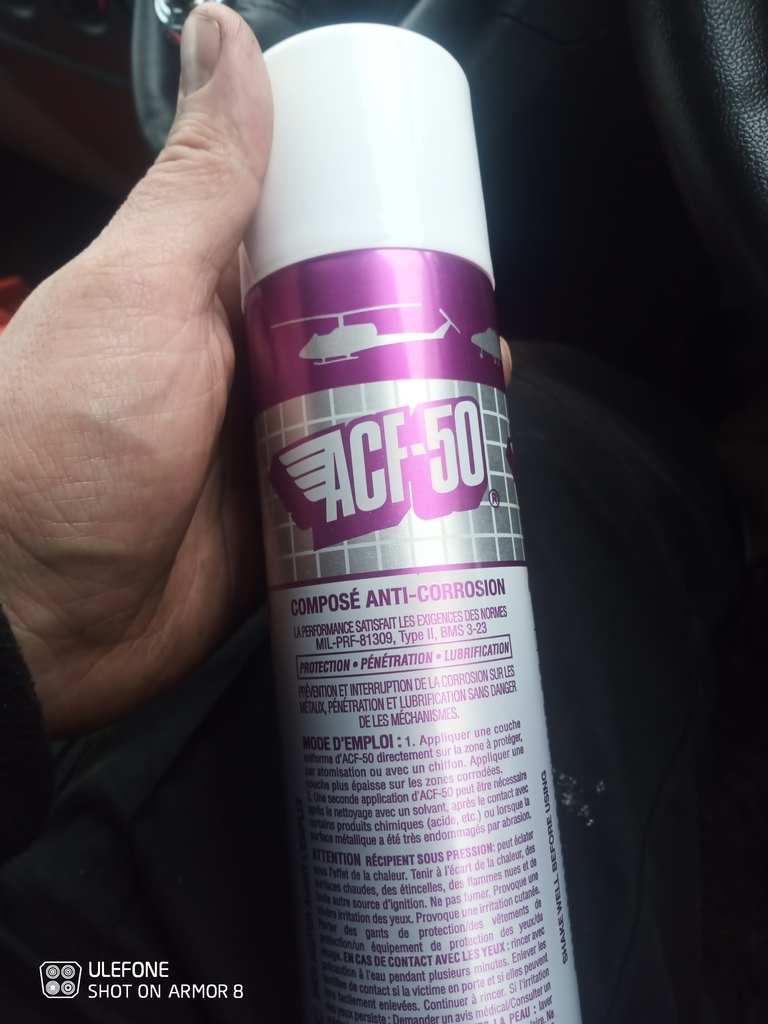 ACF-50
®
COMPOSÉ ANTI-CORROSION
LA PERFORMANCE SATISFAIT LES EXIGENCES DES NORMES
MIL-PRF-81309, Type II, BMS 3-23
PROTECTION • PÉNÉTRATION • LUBRIFICATION
PRÉVENTION ET INTERRUPTION DE LA CORROSION SUR LES
MÉTAUX, PÉNÉTRATION ET LUBRIFICATION SANS DANGER
DE LES MÉCHANISMES.
MODE D'EMPLOI : 1. Appliquer une couche
uniforme d'ACF-50 directement sur la zone à protéger,
par atomisation ou avec un chiffon. Appliquer une
couche plus épaisse sur les zones corrodées.
2. Une seconde application d'ACF-50 peut être nécessaire
après le nettoyage avec un solvant, après le contact avec
certains produits chimiques (acide, etc.) ou lorsque la
surface métallique a été très endommagés par abrasion.
ATTENTION RÉCIPIENT SOUS PRESSION: peut éclater
sous l'effet de la chaleur. Tenir à l'écart de la chaleur, des
surfaces chaudes, des étincelles, des flammes nues et de
toute autre source d'ignition. Ne pas fumer. Provoque une
sévère irritation des yeux. Provoque une irritation cutanée.
Porter des gants de protection/des vêtements de
protection/un équipement de protection des yeux/du
visage. EN CAS DE CONTACT AVEC LES YEUX : rincer avec
précaution à l'eau pendant plusieurs minutes. Enlever les
lentilles de contact si la victime en porte et si elles peuvent
être facilement enlevées. Continuer à rincer. Si l'irritation
des yeux persiste : Demander un avis médical/Consulter un
LA PEAU : laver
SHAKE WELL BEFORE USING
ULEFONE
SHOT ON ARMOR 8